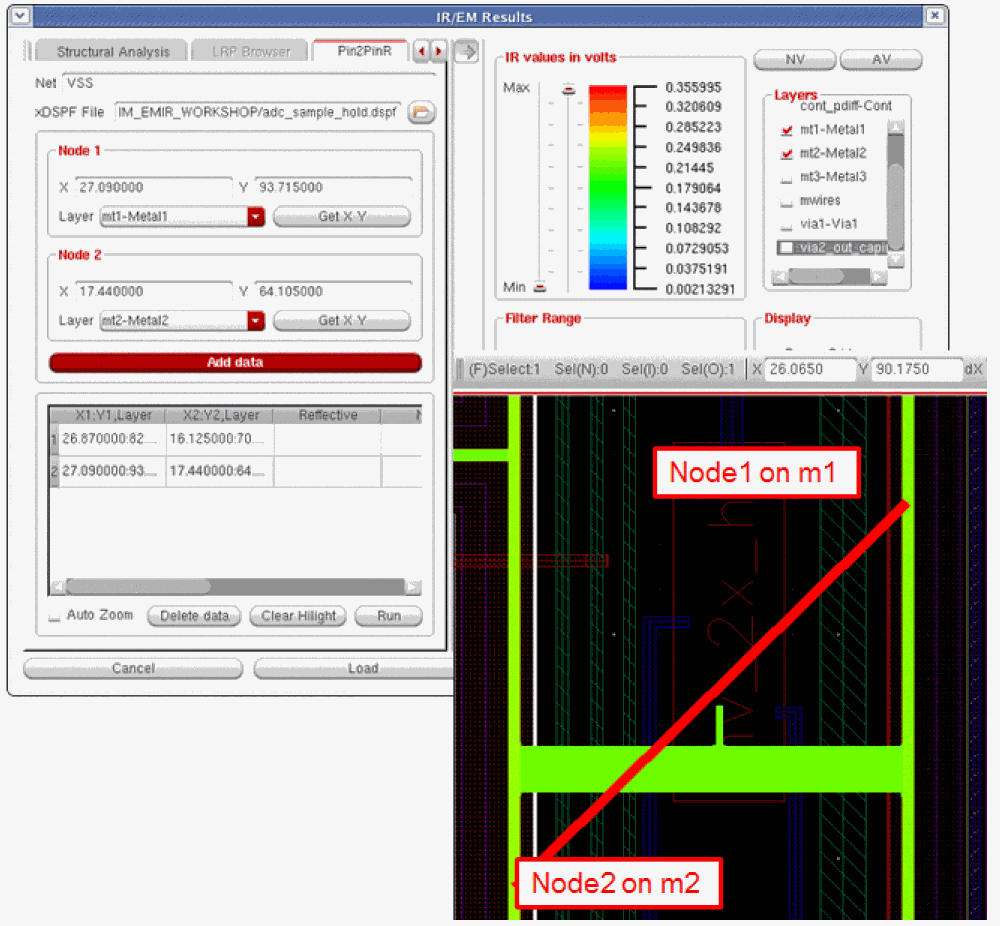 IR/EM Results
Structural Analysis
LRP Browser
Pin2PinR
Net VSS
xDSPF File IM_EMIR_WORKSHOP/adc_sample_hold.dspf
Node 1
X 27.090000 Y 93.715000
Layer mt1-Metal1 Get X Y
Node 2
X 17.440000 Y 64.105000
Layer mt2-Metal2 Get X Y
Add data
X1:Y1,Layer X2:Y2,Layer Reffective
1 26.870000:82.... 16.125000:70....
2 27.090000:93.... 17.440000:64....
Auto Zoom Delete data Clear Hilight Run
Cancel Load
IR values in volts
Max
0.355995
0.320609
0.285223
0.249836
0.21445
0.179064
0.143678
0.108292
0.0729053
0.0375191
Min 0.00213291
NV AV
Layers
cont_pdiff-Cont
mt1-Metal1
mt2-Metal2
mt3-Metal3
mwires
via1-Via1
via2_out_capi
Filter Range
Display
(F)Select:1 Sel(N):0 Sel(I):0 Sel(O):1 X 26.0650 Y 90.1750 dX
Node1 on m1
Node2 on m2